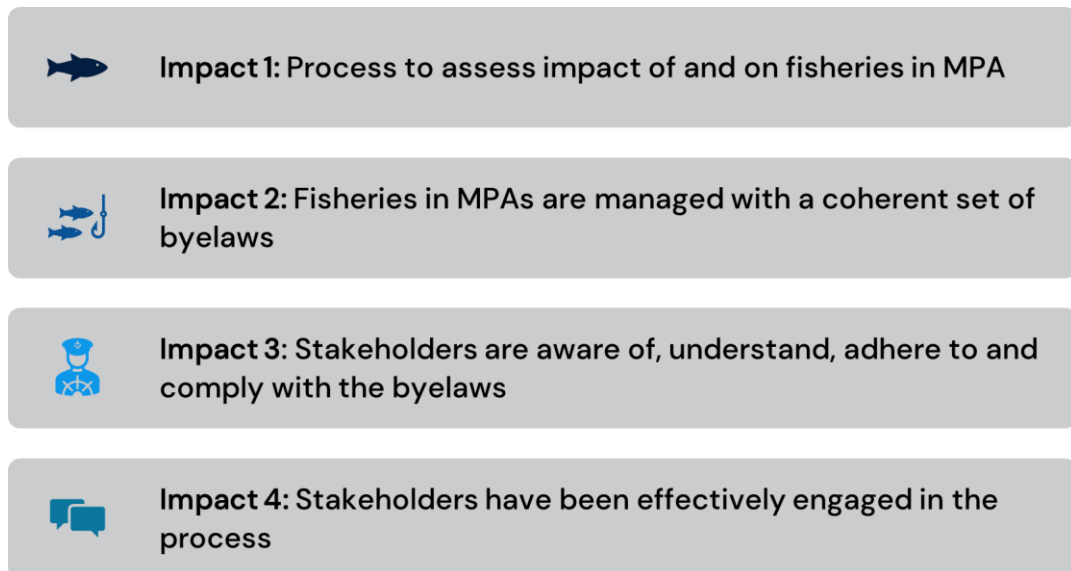 Impact 1: Process to assess impact of and on fisheries in MPA
Impact 2: Fisheries in MPAs are managed with a coherent set of
byelaws
Impact 3: Stakeholders are aware of, understand, adhere to and
comply with the byelaws
Impact 4: Stakeholders have been effectively engaged in the
process